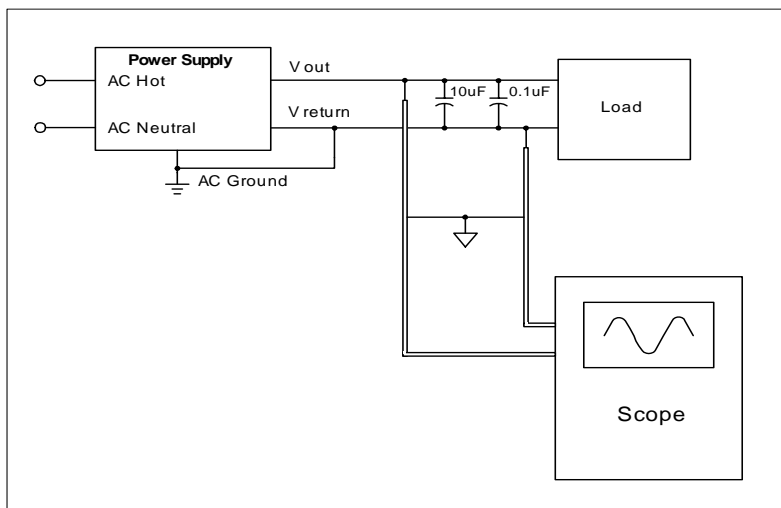 Power Supply
AC Hot
V out
10uF
0.1uF
Load
AC Neutral
V return
AC Ground
Scope